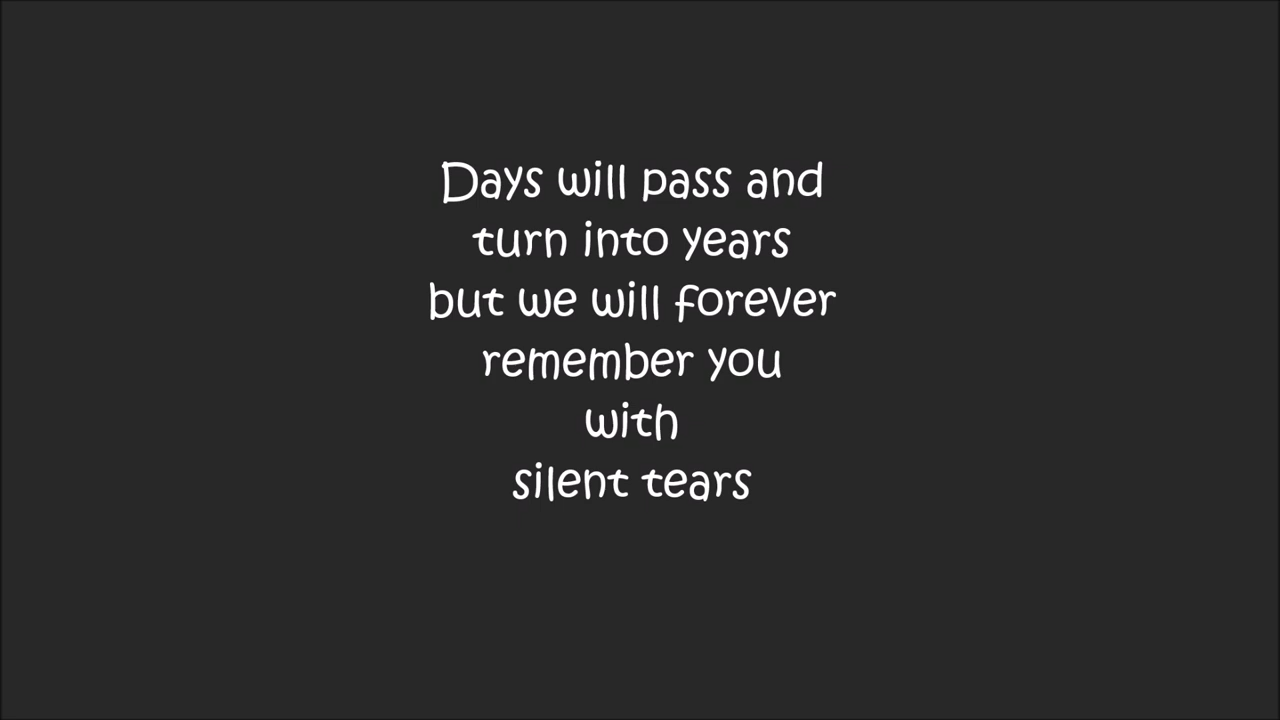 Days will pass and
turn into years
but we will forever
remember you
with
silent tears